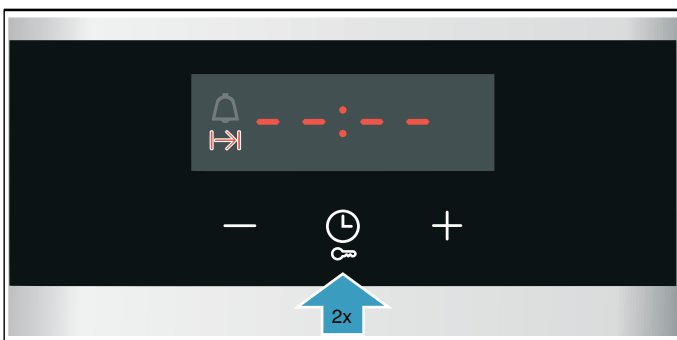 – –:– –
2x